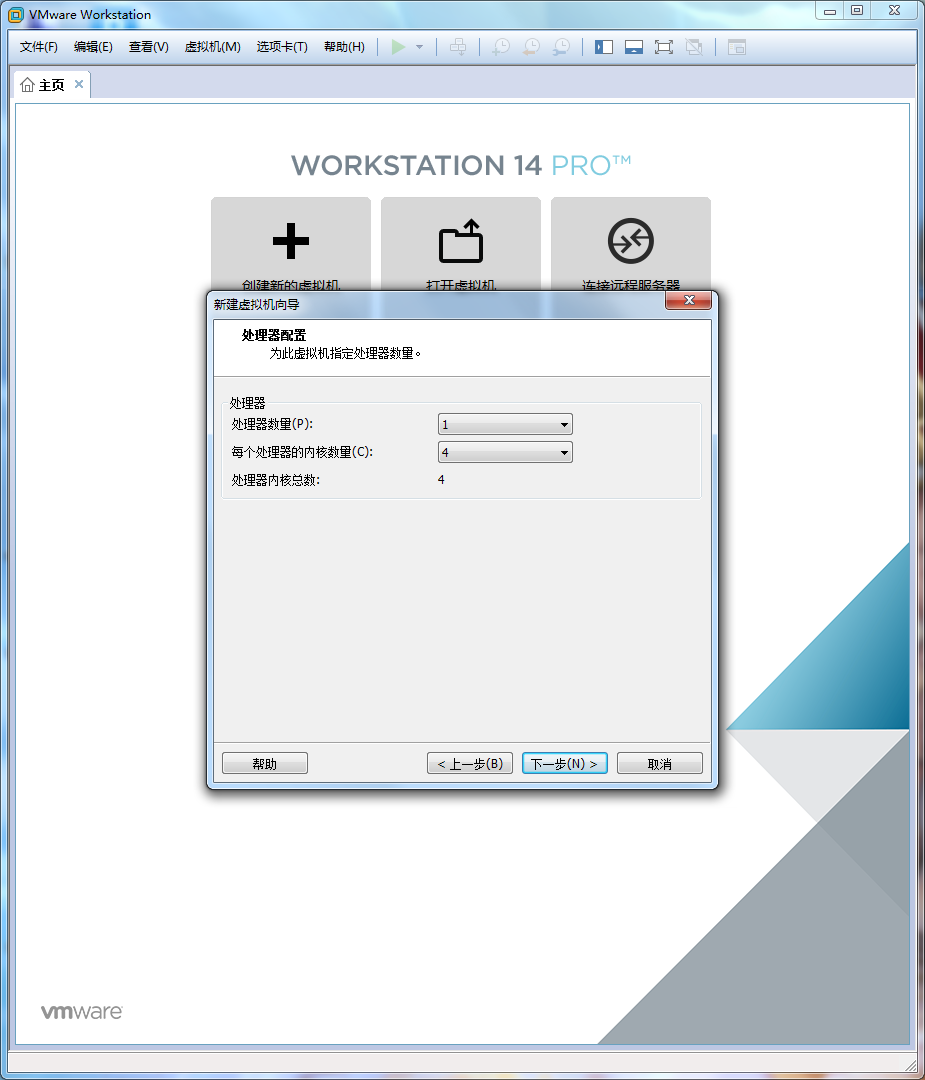 VMware Workstation
文件(F) 编辑(E) 查看(V) 虚拟机(M) 选项卡(T) 帮助(H)
主页
WORKSTATION 14 PRO™
创建新的虚拟机 打开虚拟机 连接远程服务器
新建虚拟机向导
处理器配置
为此虚拟机指定处理器数量。
处理器
处理器数量(P): 1
每个处理器的内核数量(C): 4
处理器内核总数: 4
帮助 < 上一步(B) 下一步(N) > 取消
vmware